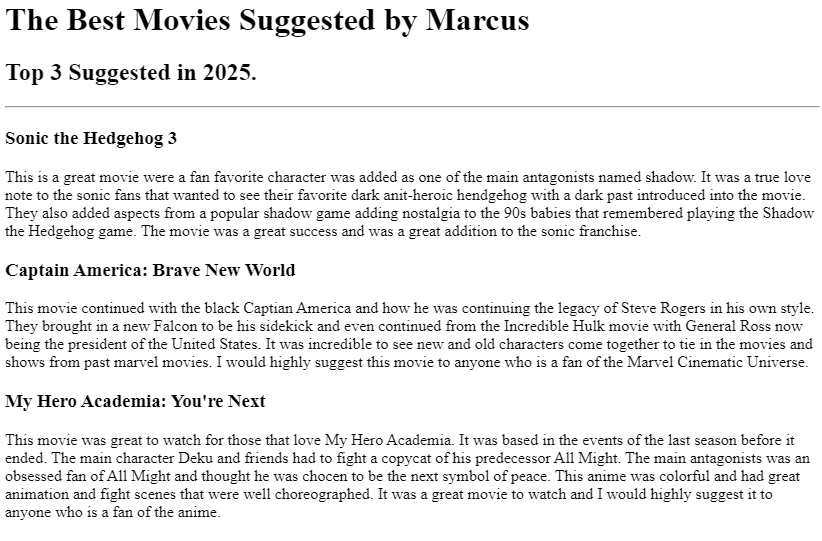 The Best Movies Suggested by Marcus
Top 3 Suggested in 2025.
Sonic the Hedgehog 3
This is a great movie were a fan favorite character was added as one of the main antagonists named shadow. It was a true love
note to the sonic fans that wanted to see their favorite dark anit-heroic hendgehog with a dark past introduced into the movie.
They also added aspects from a popular shadow game adding nostalgia to the 90s babies that remembered playing the Shadow
the Hedgehog game. The movie was a great success and was a great addition to the sonic franchise.
Captain America: Brave New World
This movie continued with the black Captian America and how he was continuing the legacy of Steve Rogers in his own style.
They brought in a new Falcon to be his sidekick and even continued from the Incredible Hulk movie with General Ross now
being the president of the United States. It was incredible to see new and old characters come together to tie in the movies and
shows from past marvel movies. I would highly suggest this movie to anyone who is a fan of the Marvel Cinematic Universe.
My Hero Academia: You're Next
This movie was great to watch for those that love My Hero Academia. It was based in the events of the last season before it
ended. The main character Deku and friends had to fight a copycat of his predecessor All Might. The main antagonists was an
obsessed fan of All Might and thought he was chocen to be the next symbol of peace. This anime was colorful and had great
animation and fight scenes that were well choreographed. It was a great movie to watch and I would highly suggest it to
anyone who is a fan of the anime.